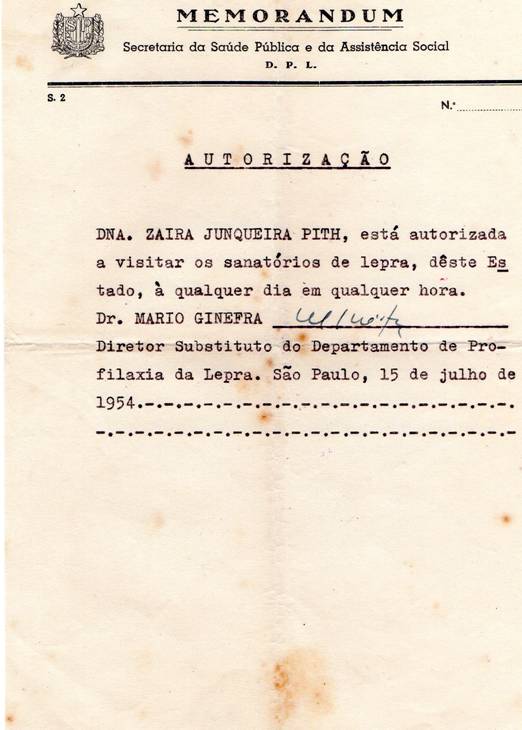 MEMORANDUM
Secretaria da Saúde Pública e da Assistência Social
D. P. L.
S. 2
N.º
AUTORIZAÇÃO
DNA. ZAIRA JUNQUEIRA PITH, está autorizada
a visitar os sanatórios de lepra, dêste Es
tado, à qualquer dia em qualquer hora.
Dr. MARIO GINEFRA
Diretor Substituto do Departamento de Pro-
filaxia da Lepra. São Paulo, 15 de julho de
1954.-.-.-.-.-.-.-.-.-.-.-.-.-.-.-.-.-.-.
-.-.-.-.-.-.-.-.-.-.-.-.-.-.-.-.-.-.-.-.-